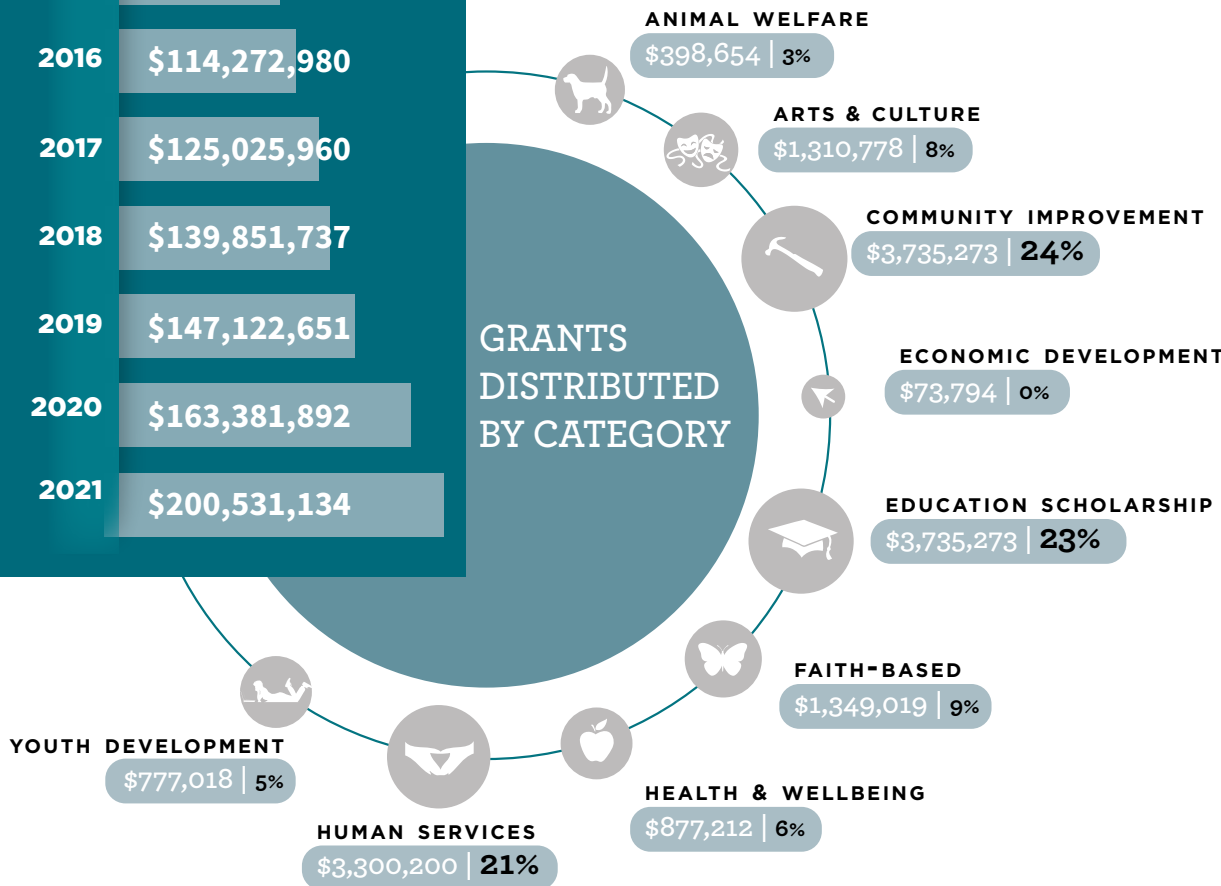 2016 $114,272,980
2017 $125,025,960
2018 $139,851,737
2019 $147,122,651
2020 $163,381,892
2021 $200,531,134
GRANTS
DISTRIBUTED
BY CATEGORY
ANIMAL WELFARE
$398,654 | 3%
ARTS & CULTURE
$1,310,778 | 8%
COMMUNITY IMPROVEMENT
$3,735,273 | 24%
ECONOMIC DEVELOPMENT
$73,794 | 0%
EDUCATION SCHOLARSHIP
$3,735,273 | 23%
FAITH-BASED
$1,349,019 | 9%
HEALTH & WELLBEING
$877,212 | 6%
HUMAN SERVICES
$3,300,200 | 21%
YOUTH DEVELOPMENT
$777,018 | 5%